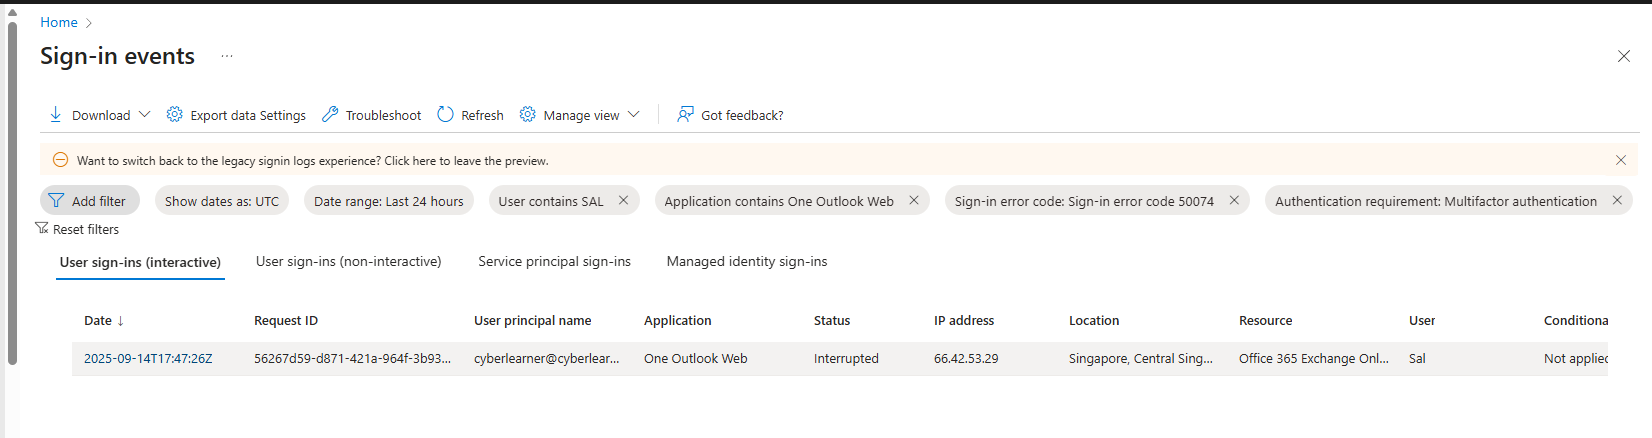 Home >
Sign-in events ...
Download Export data Settings Troubleshoot Refresh Manage view Got feedback?
Want to switch back to the legacy signin logs experience? Click here to leave the preview.
Add filter Show dates as: UTC Date range: Last 24 hours User contains SAL Application contains One Outlook Web Sign-in error code: Sign-in error code 50074 Authentication requirement: Multifactor authentication
Reset filters
User sign-ins (interactive) User sign-ins (non-interactive) Service principal sign-ins Managed identity sign-ins
Date ↓ Request ID User principal name Application Status IP address Location Resource User Conditiona
2025-09-14T17:47:26Z 56267d59-d871-421a-964f-3b93... cyberlearner@cyberlear... One Outlook Web Interrupted 66.42.53.29 Singapore, Central Sing... Office 365 Exchange Onl... Sal Not applied